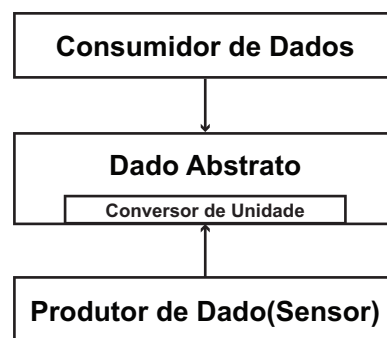 Consumidor de Dados
Dado Abstrato
Conversor de Unidade
Produtor de Dado(Sensor)